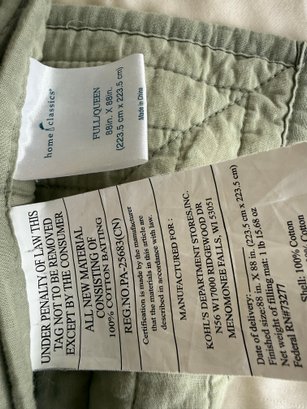 home classics®
FULL/QUEEN
88in. X 88in.
(223.5 cm x 223.5 cm)
Made in China
UNDER PENALTY OF LAW THIS
TAG NOT TO BE REMOVED
EXCEPT BY THE CONSUMER
ALL NEW MATERIAL
CONSISTING OF
100% COTTON BATTING
REG.NO.PA-25683(CN)
Certification is made by the manufacturer
that the materials to this article are
described in accordance with law.
MANUFACTURED FOR :
KOHL'S DEPARTMENT STORES,INC.
N56 W17000 RIDGEWOOD DR
MENOMONEE FALLS, WI 53051
Date of delivery:
Finished size:88 in. X 88 in. (223.5 cm x 223.5 cm)
Net weight of filling mat: 1 lb 15.68 oz
Federal RN#73277
Shell: 100% Cotton
Cotton